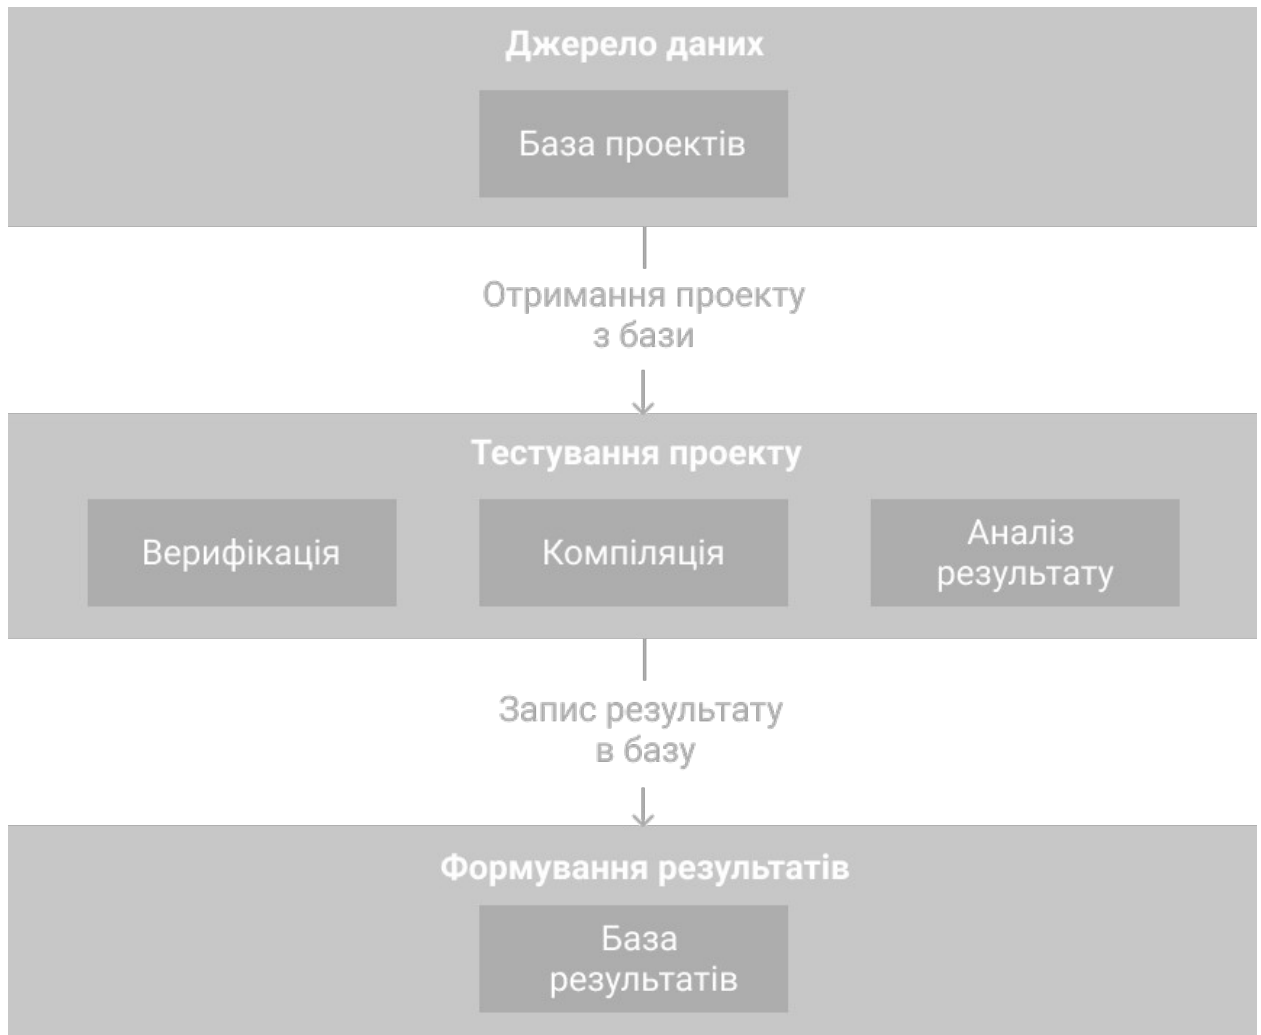 Джерело даних
База проектів
Отримання проекту
з бази
Тестування проекту
Верифікація
Компіляція
Аналіз
результату
Запис результату
в базу
Формування результатів
База
результатів